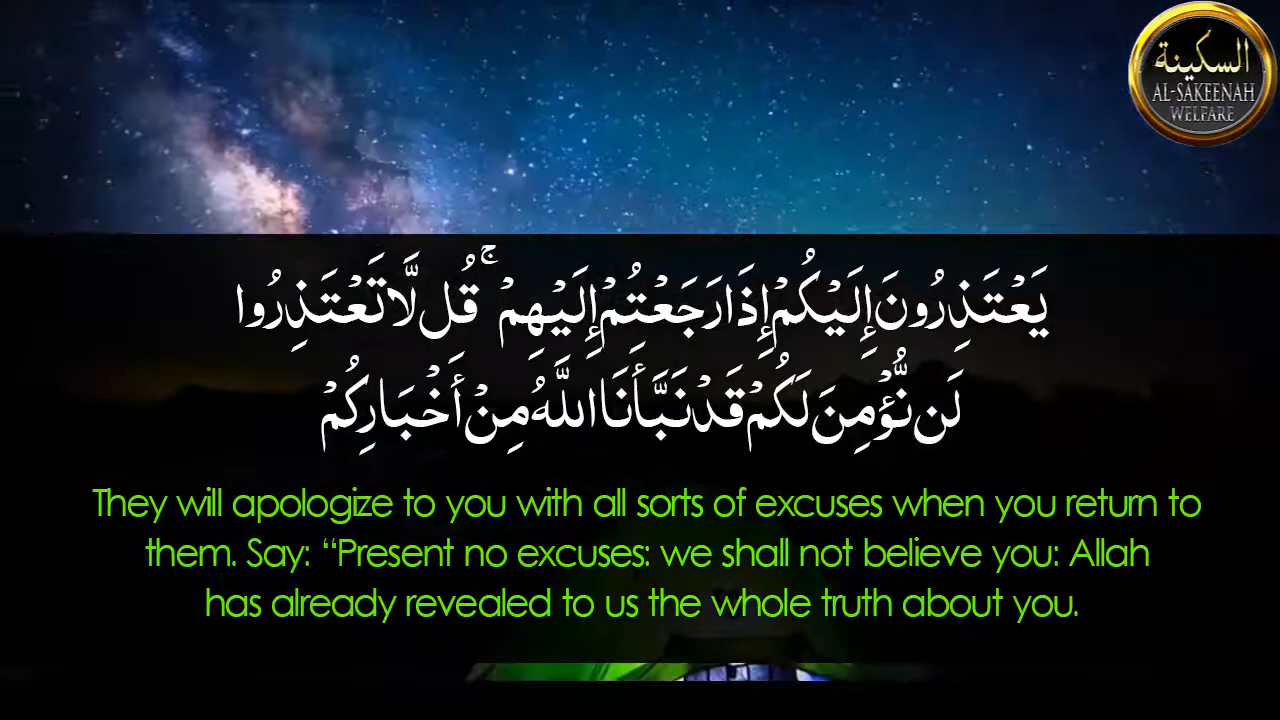 السكينة
AL-SAKEENAH
WELFARE
يَعْتَذِرُونَ إِلَيْكُمْ إِذَا رَجَعْتُمْ إِلَيْهِمْ ۚ قُل لَّا تَعْتَذِرُوا
لَن نُّؤْمِنَ لَكُمْ قَدْ نَبَّأَنَا اللَّهُ مِنْ أَخْبَارِكُمْ
They will apologize to you with all sorts of excuses when you return to
them. Say: “Present no excuses: we shall not believe you: Allah
has already revealed to us the whole truth about you.